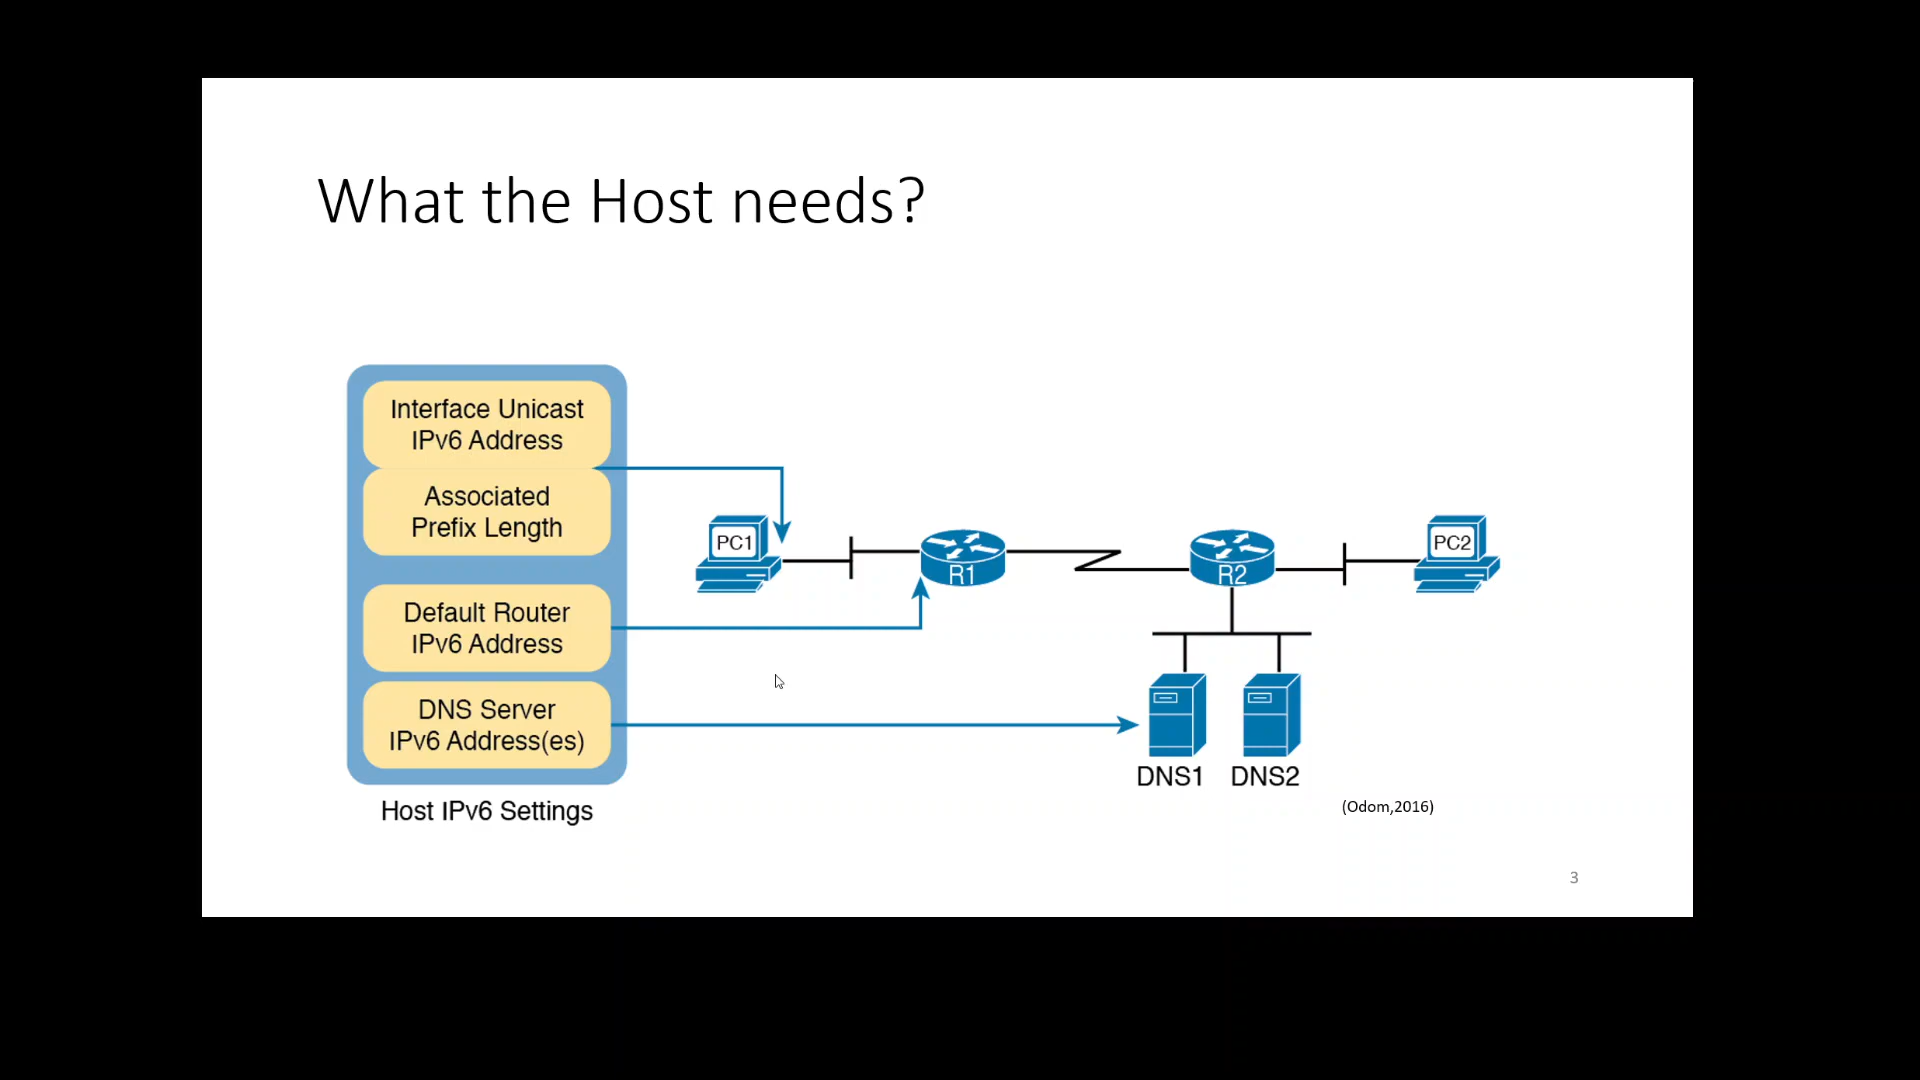 What the Host needs?
Interface Unicast
IPv6 Address
Associated
Prefix Length
Default Router
IPv6 Address
DNS Server
IPv6 Address(es)
Host IPv6 Settings
PC1
R1
R2
PC2
DNS1
DNS2
(Odom,2016)
3